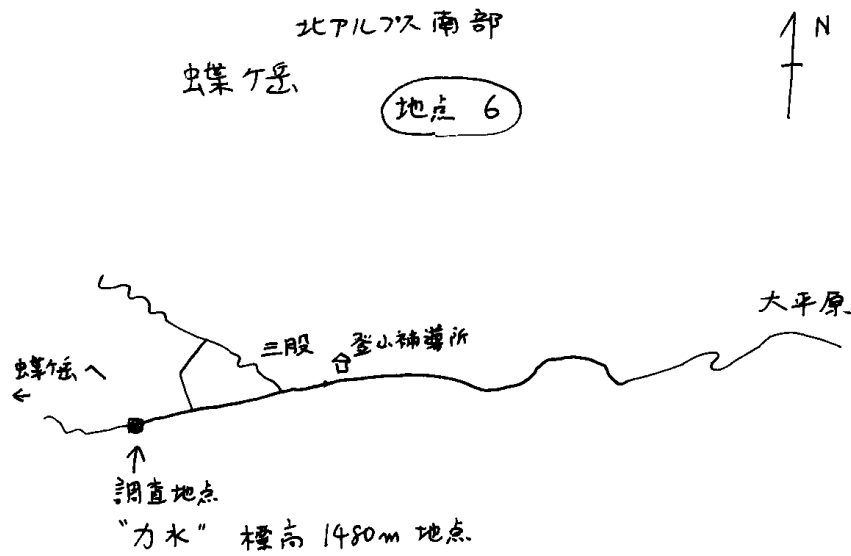 北アルプス南部
N
蝶ケ岳
地点 6
大平原
三股
登山補導所
蝶ケ岳へ
←
↑
調査地点
"力水" 標高 1480m 地点